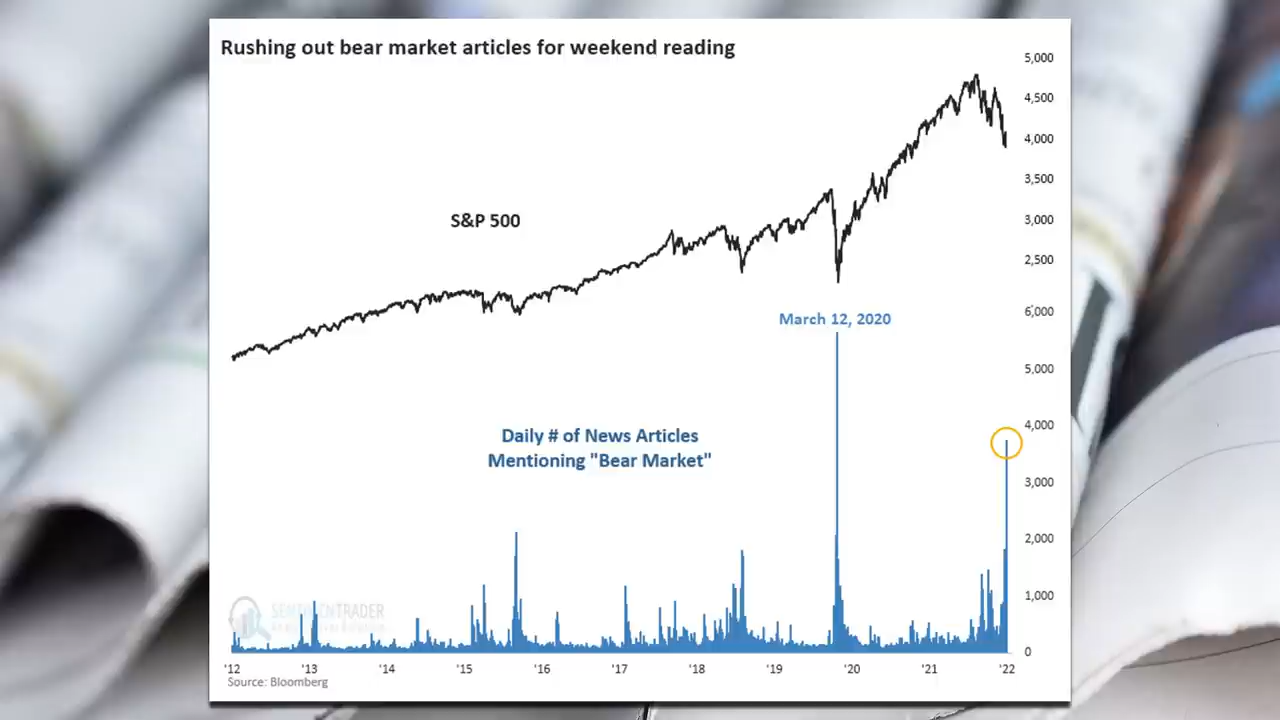 Rushing out bear market articles for weekend reading
5,000
4,500
4,000
3,500
3,000
2,500
6,000
5,000
4,000
3,000
2,000
1,000
0
S&P 500
March 12, 2020
Daily # of News Articles
Mentioning "Bear Market"
SENTIMENTRADER
'12 '13 '14 '15 '16 '17 '18 '19 '20 '21 '22
Source: Bloomberg